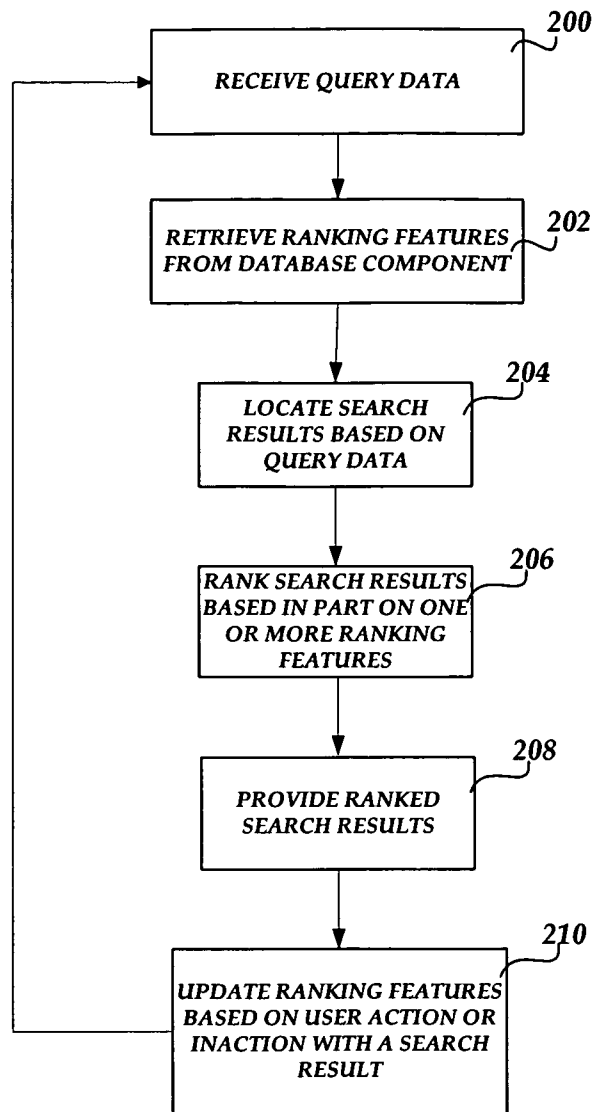 200
RECEIVE QUERY DATA
202
RETRIEVE RANKING FEATURES
FROM DATABASE COMPONENT
204
LOCATE SEARCH
RESULTS BASED ON
QUERY DATA
206
RANK SEARCH RESULTS
BASED IN PART ON ONE
OR MORE RANKING
FEATURES
208
PROVIDE RANKED
SEARCH RESULTS
210
UPDATE RANKING FEATURES
BASED ON USER ACTION OR
INACTION WITH A SEARCH
RESULT